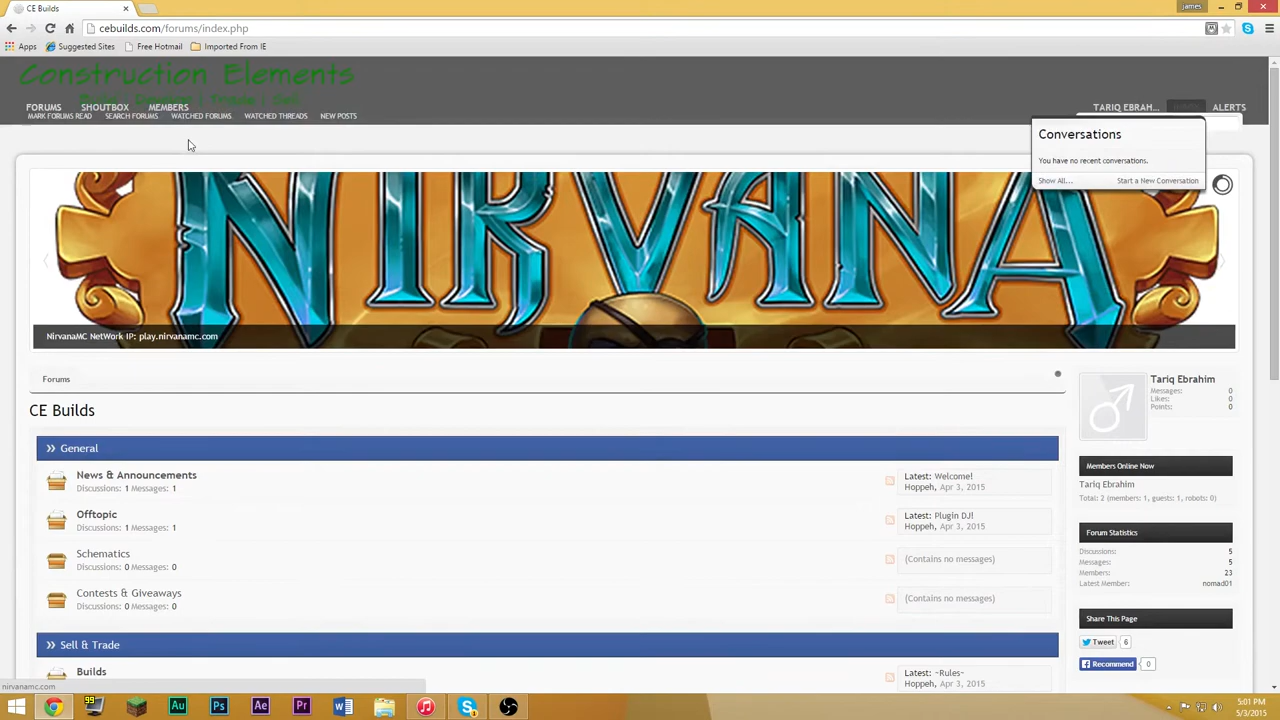 CE Builds
james
cebuilds.com/forums/index.php
Apps Suggested Sites Free Hotmail Imported From IE
Construction Elements
FORUMS SHOUTBOX MEMBERS TARIQ EBRAH... INBOX ALERTS
MARK FORUMS READ SEARCH FORUMS WATCHED FORUMS WATCHED THREADS NEW POSTS
Conversations
You have no recent conversations.
Show All... Start a New Conversation
NIRVANA
NirvanaMC NetWork IP: play.nirvanamc.com
Forums
CE Builds
Tariq Ebrahim
Messages: 0
Likes: 0
Points: 0
General
News & Announcements
Discussions: 1 Messages: 1
Latest: Welcome!
Hoppeh, Apr 3, 2015
Offtopic
Discussions: 1 Messages: 1
Latest: Plugin DJ!
Hoppeh, Apr 3, 2015
Schematics
Discussions: 0 Messages: 0
(Contains no messages)
Contests & Giveaways
Discussions: 0 Messages: 0
(Contains no messages)
Sell & Trade
Builds
Latest: ~Rules~
Hoppeh, Apr 3, 2015
Members Online Now
Tariq Ebrahim
Total: 2 (members: 1, guests: 1, robots: 0)
Forum Statistics
Discussions: 5
Messages: 5
Members: 23
Latest Member: nomad01
Share This Page
Tweet 6
Recommend 0
nirvanamc.com
99 Au Ps Ae Pr
5:01 PM
5/3/2015